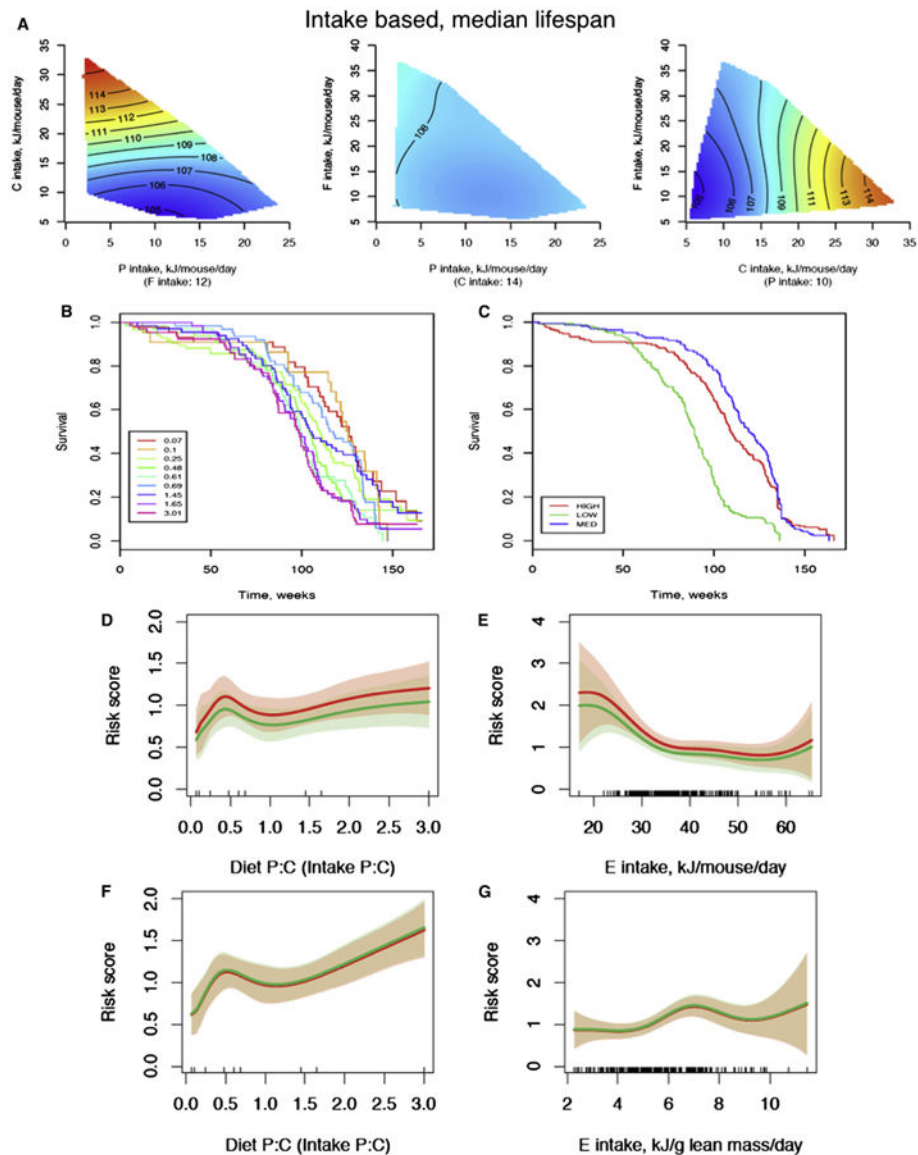 Intake based, median lifespan
A
C intake, kJ/mouse/day
35
30
25
20
15
10
5
114
113
112
111
110
109
108
107
106
105
0 5 10 15 20 25
P intake, kJ/mouse/day
(F intake: 12)
F intake, kJ/mouse/day
40
35
30
25
20
15
10
5
108
0 5 10 15 20 25
P intake, kJ/mouse/day
(C intake: 14)
F intake, kJ/mouse/day
40
35
30
25
20
15
10
5
106
107
109
111
113
114
5 10 15 20 25 30 35
C intake, kJ/mouse/day
(P intake: 10)
B
Survival
1.0
0.8
0.6
0.4
0.2
0.0
0.07
0.1
0.25
0.48
0.61
0.69
1.45
1.65
3.01
0 50 100 150
Time, weeks
C
Survival
1.0
0.8
0.6
0.4
0.2
0.0
HIGH
LOW
MED
0 50 100 150
Time, weeks
D
Risk score
2.0
1.5
1.0
0.5
0.0
0.0 0.5 1.0 1.5 2.0 2.5 3.0
Diet P:C (Intake P:C)
E
Risk score
4
3
2
1
0
20 30 40 50 60
E intake, kJ/mouse/day
F
Risk score
2.0
1.5
1.0
0.5
0.0
0.0 0.5 1.0 1.5 2.0 2.5 3.0
Diet P:C (Intake P:C)
G
Risk score
4
3
2
1
0
2 4 6 8 10
E intake, kJ/g lean mass/day